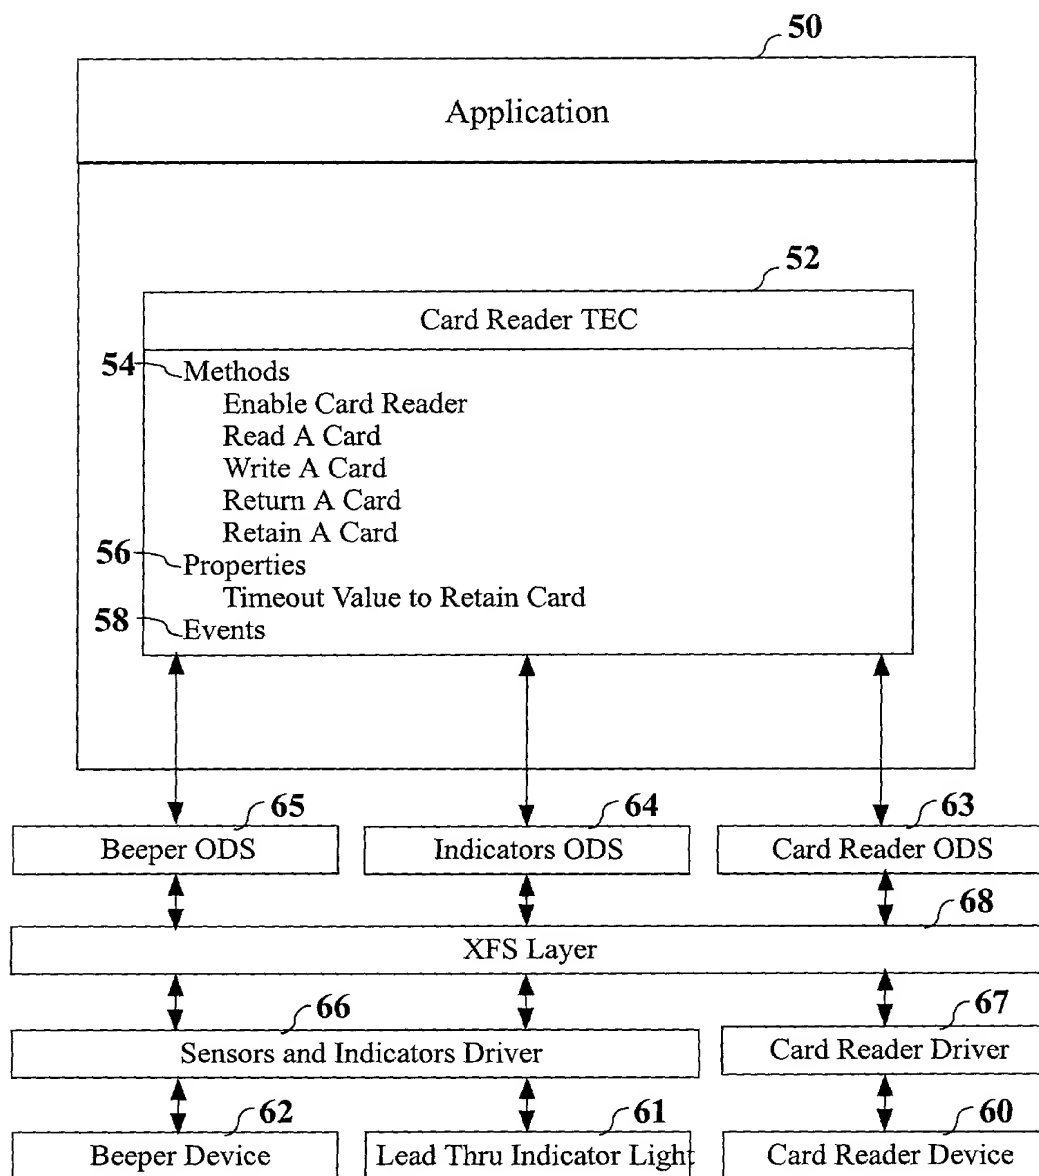 50
Application
52
Card Reader TEC
54
Methods
Enable Card Reader
Read A Card
Write A Card
Return A Card
Retain A Card
56
Properties
Timeout Value to Retain Card
58
Events
65
64
63
Beeper ODS
Indicators ODS
Card Reader ODS
68
XFS Layer
66
67
Sensors and Indicators Driver
Card Reader Driver
62
61
60
Beeper Device
Lead Thru Indicator Light
Card Reader Device